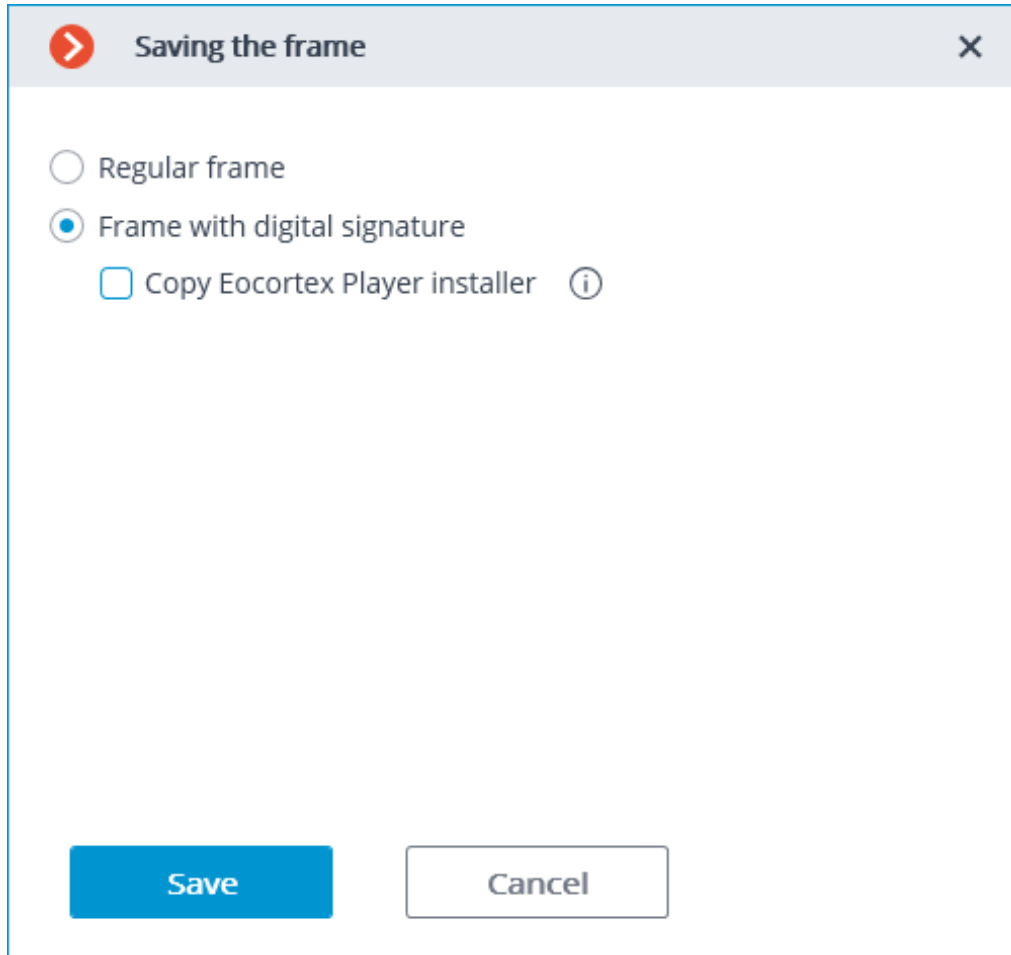 Saving the frame
Regular frame
Frame with digital signature
Copy Eocortex Player installer
Save
Cancel